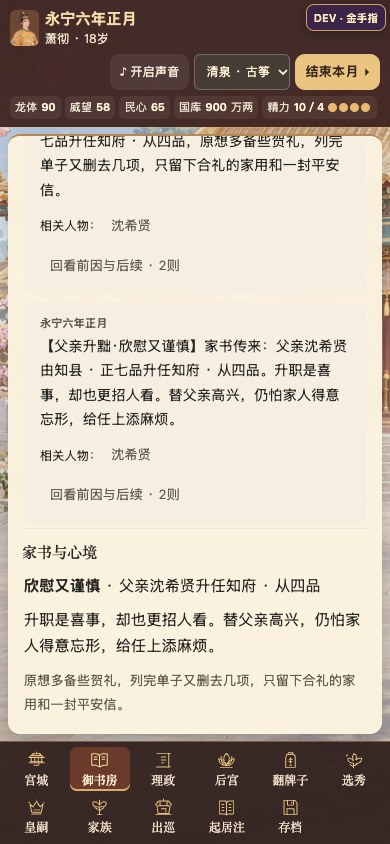 永宁六年正月
萧彻 · 18岁
DEV · 金手指
♪ 开启声音
清泉 · 古筝
结束本月 ▸
龙体 90
威望 58
民心 65
国库 900 万两
精力 10 / 4
七品升任知府 · 从四品，原想多备些贺礼，列完
单子又删去几项，只留下合礼的家用和一封平安
信。
相关人物： 沈希贤
回看前因与后续 · 2则
永宁六年正月
【父亲升黜·欣慰又谨慎】家书传来：父亲沈希贤
由知县 · 正七品升任知府 · 从四品。升职是喜
事，却也更招人看。替父亲高兴，仍怕家人得意
忘形，给任上添麻烦。
相关人物： 沈希贤
回看前因与后续 · 2则
家书与心境
欣慰又谨慎 · 父亲沈希贤升任知府 · 从四品
升职是喜事，却也更招人看。替父亲高兴，仍怕家
人得意忘形，给任上添麻烦。
原想多备些贺礼，列完单子又删去几项，只留下合礼的家
用和一封平安信。
宫城
御书房
理政
后宫
翻牌子
选秀
皇嗣
家族
出巡
起居注
存档